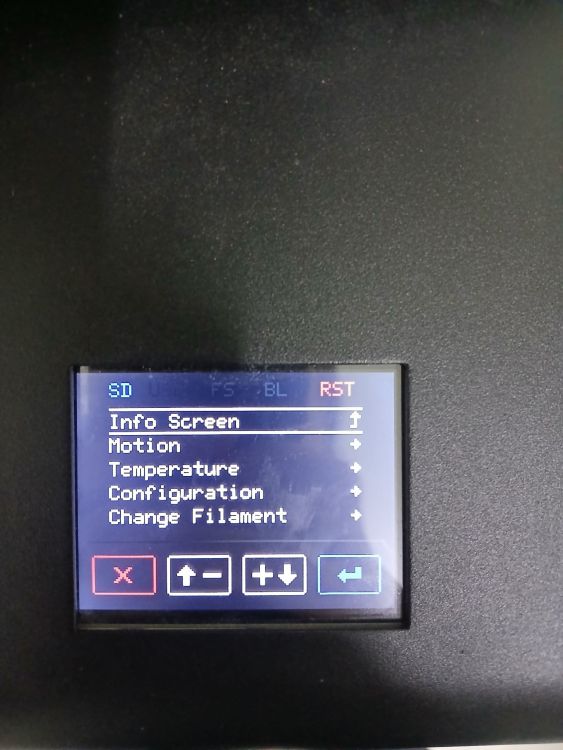 SD FS BL RST
Info Screen
Motion
Temperature
Configuration
Change Filament